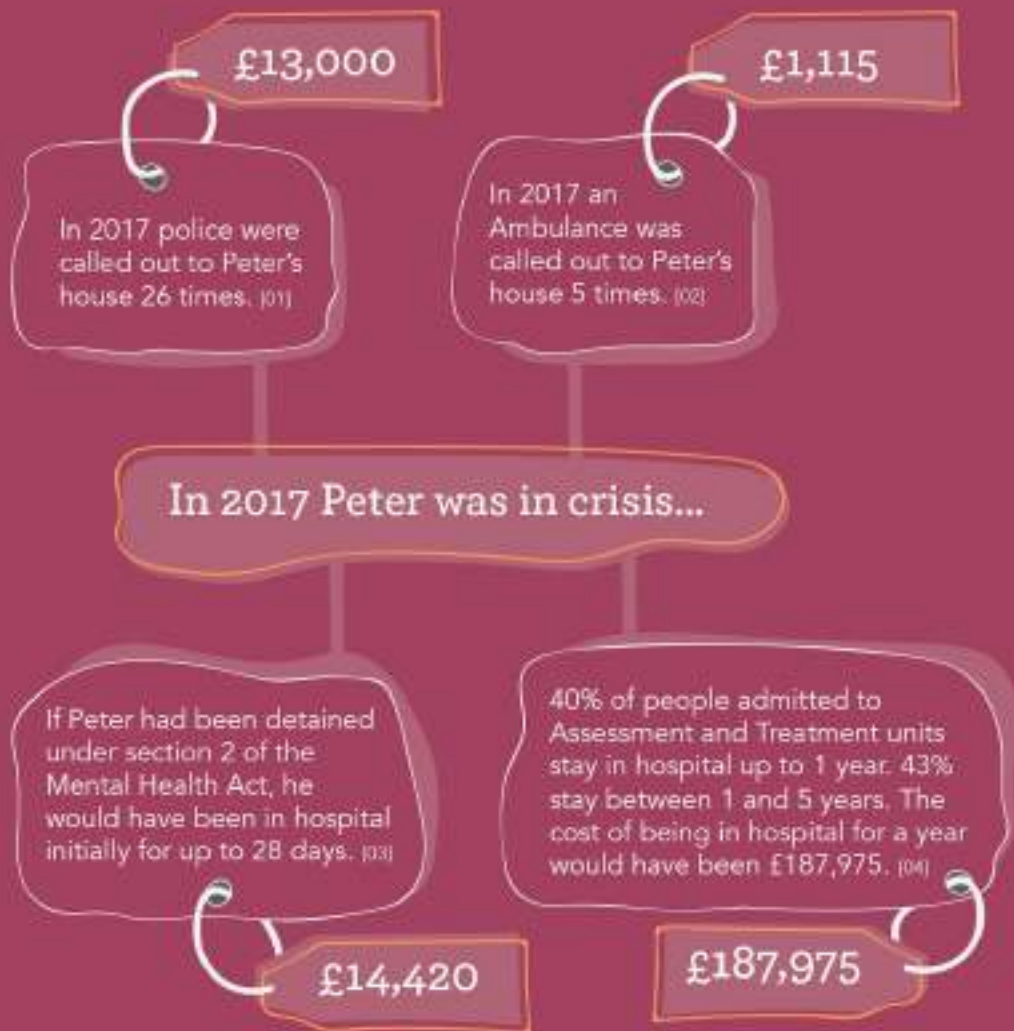 £13,000
In 2017 police were
called out to Peter's
house 26 times. [01]
£1,115
In 2017 an
Ambulance was
called out to Peter's
house 5 times. [02]
In 2017 Peter was in crisis...
If Peter had been detained
under section 2 of the
Mental Health Act, he
would have been in hospital
initially for up to 28 days. [03]
£14,420
40% of people admitted to
Assessment and Treatment units
stay in hospital up to 1 year. 43%
stay between 1 and 5 years. The
cost of being in hospital for a year
would have been £187,975. [04]
£187,975